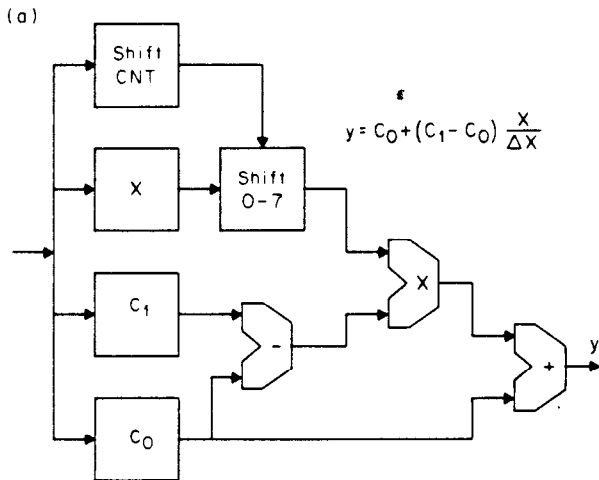 (a)
Shift
CNT
y = C₀ + (C₁ - C₀) X/ΔX
X
Shift
0-7
C₁
X
-
y
+
C₀